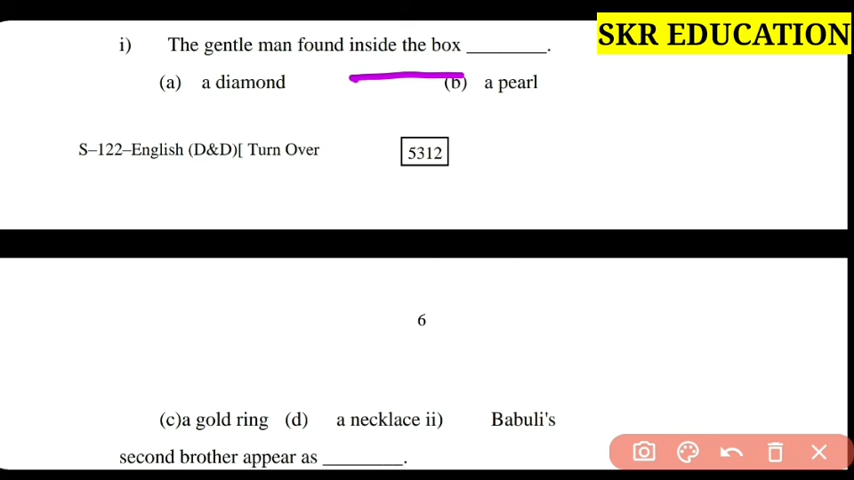 SKR EDUCATION
i) The gentle man found inside the box ________.
(a) a diamond (b) a pearl
S–122–English (D&D)[ Turn Over 5312
6
(c)a gold ring (d) a necklace ii) Babuli's
second brother appear as ________.